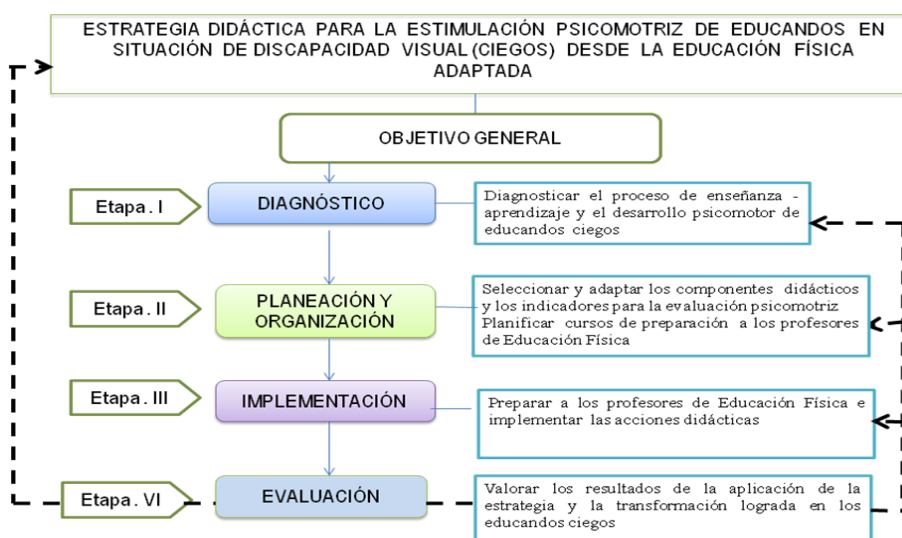 ESTRATEGIA DIDÁCTICA PARA LA ESTIMULACIÓN PSICOMOTRIZ DE EDUCANDOS EN
SITUACIÓN DE DISCAPACIDAD VISUAL (CIEGOS) DESDE LA EDUCACIÓN FÍSICA
ADAPTADA
OBJETIVO GENERAL
Etapa. I
DIAGNÓSTICO
Diagnosticar el proceso de enseñanza -
aprendizaje y el desarrollo psicomotor de
educandos ciegos
Etapa. II
PLANEACIÓN Y
ORGANIZACIÓN
Seleccionar y adaptar los componentes didácticos
y los indicadores para la evaluación psicomotriz
Planificar cursos de preparación a los profesores
de Educación Física
Etapa. III
IMPLEMENTACIÓN
Preparar a los profesores de Educación Física e
implementar las acciones didácticas
Etapa. VI
EVALUACIÓN
Valorar los resultados de la aplicación de la
estrategia y la transformación lograda en los
educandos ciegos